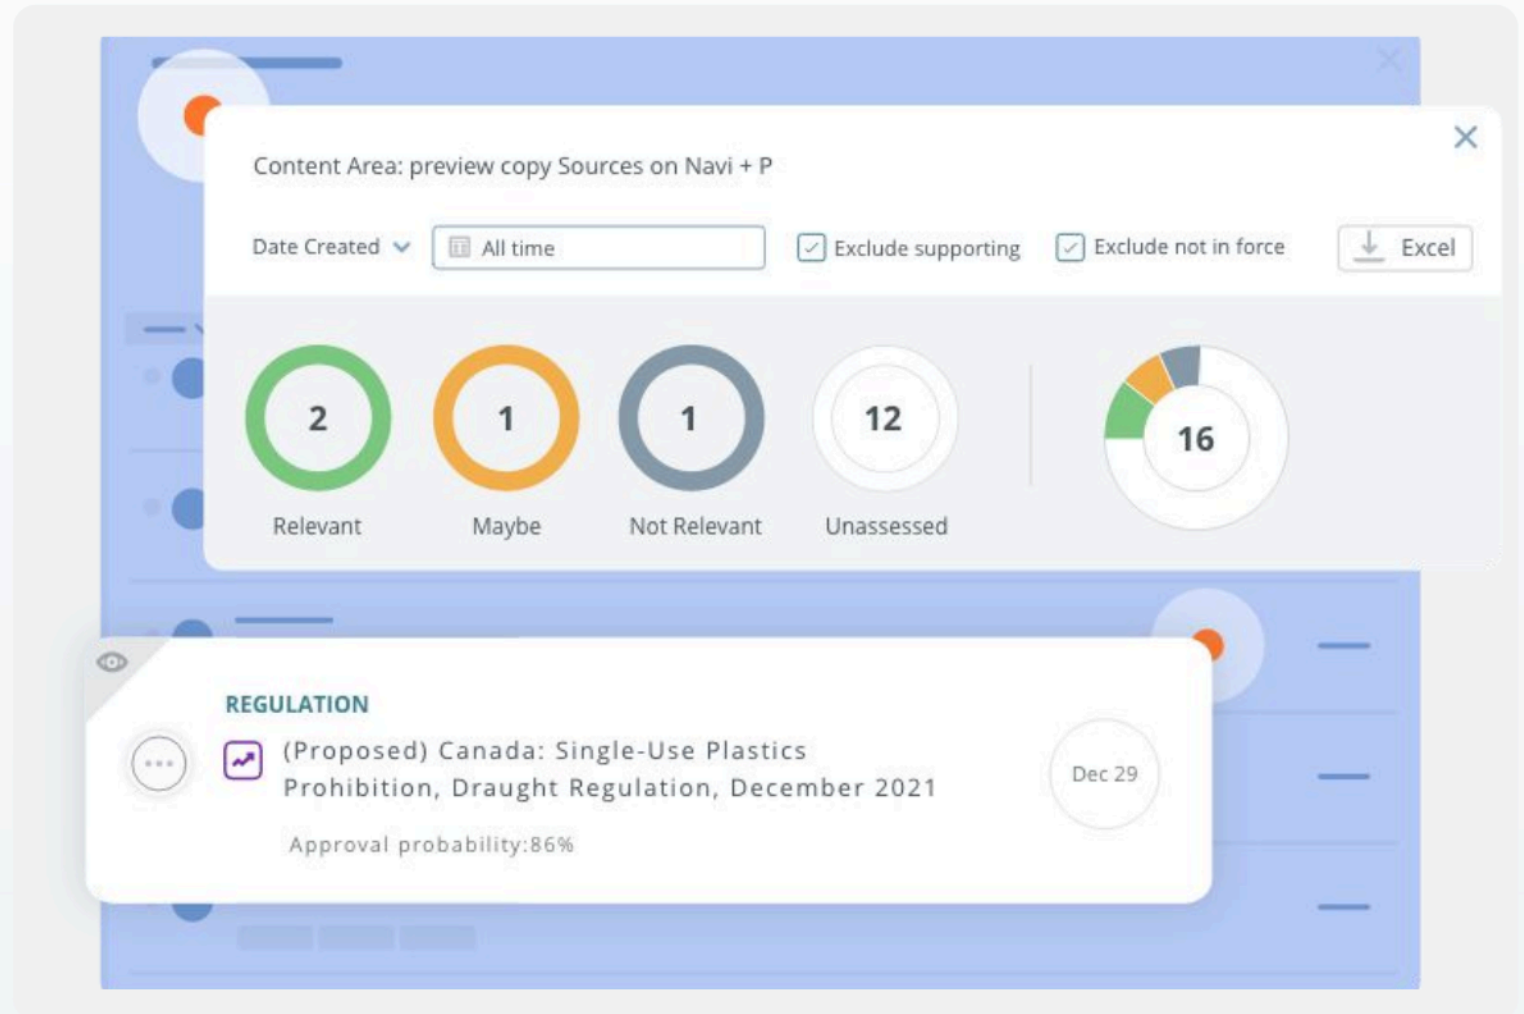 Content Area: preview copy Sources on Navi + P
Date Created
All time
Exclude supporting
Exclude not in force
Excel
2
1
1
12
16
Relevant
Maybe
Not Relevant
Unassessed
REGULATION
(Proposed) Canada: Single-Use Plastics
Prohibition, Draught Regulation, December 2021
Dec 29
Approval probability:86%